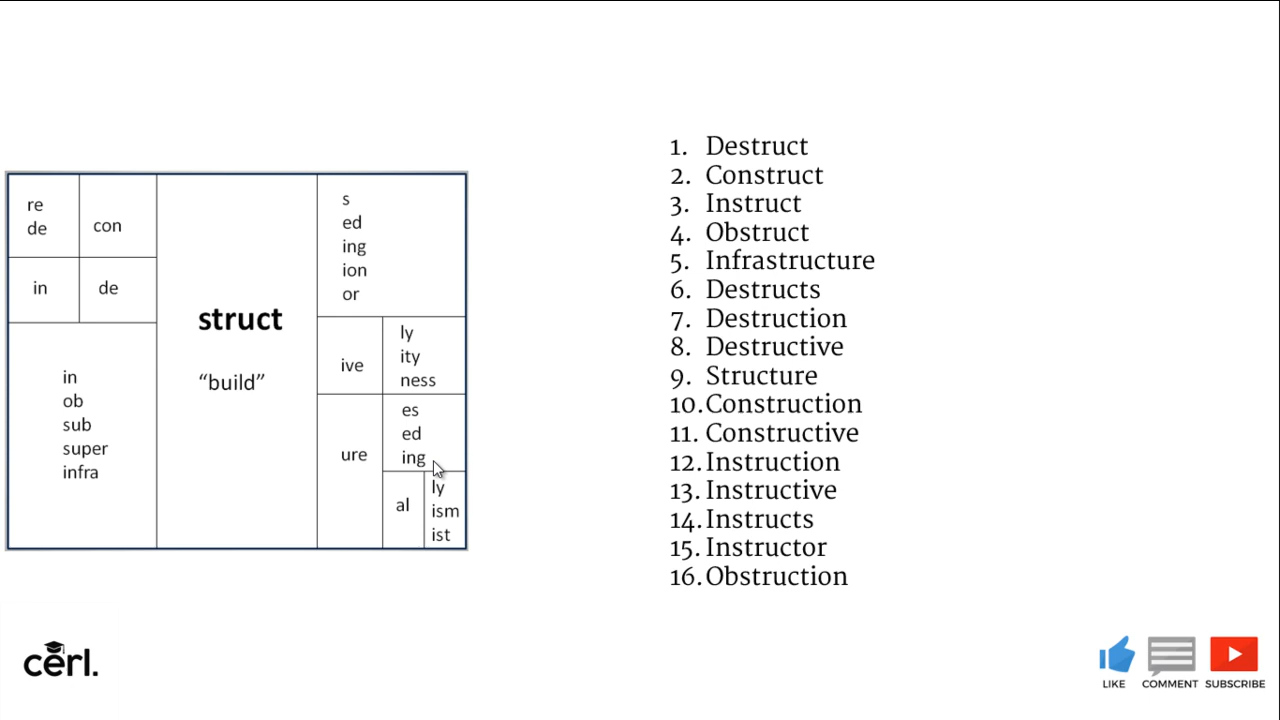 re
de
con
in
de
in
ob
sub
super
infra
struct
“build”
s
ed
ing
ion
or
ive
ly
ity
ness
ure
es
ed
ing
al
ly
ism
ist
1. Destruct
2. Construct
3. Instruct
4. Obstruct
5. Infrastructure
6. Destructs
7. Destruction
8. Destructive
9. Structure
10. Construction
11. Constructive
12. Instruction
13. Instructive
14. Instructs
15. Instructor
16. Obstruction
cerl.
LIKE COMMENT SUBSCRIBE